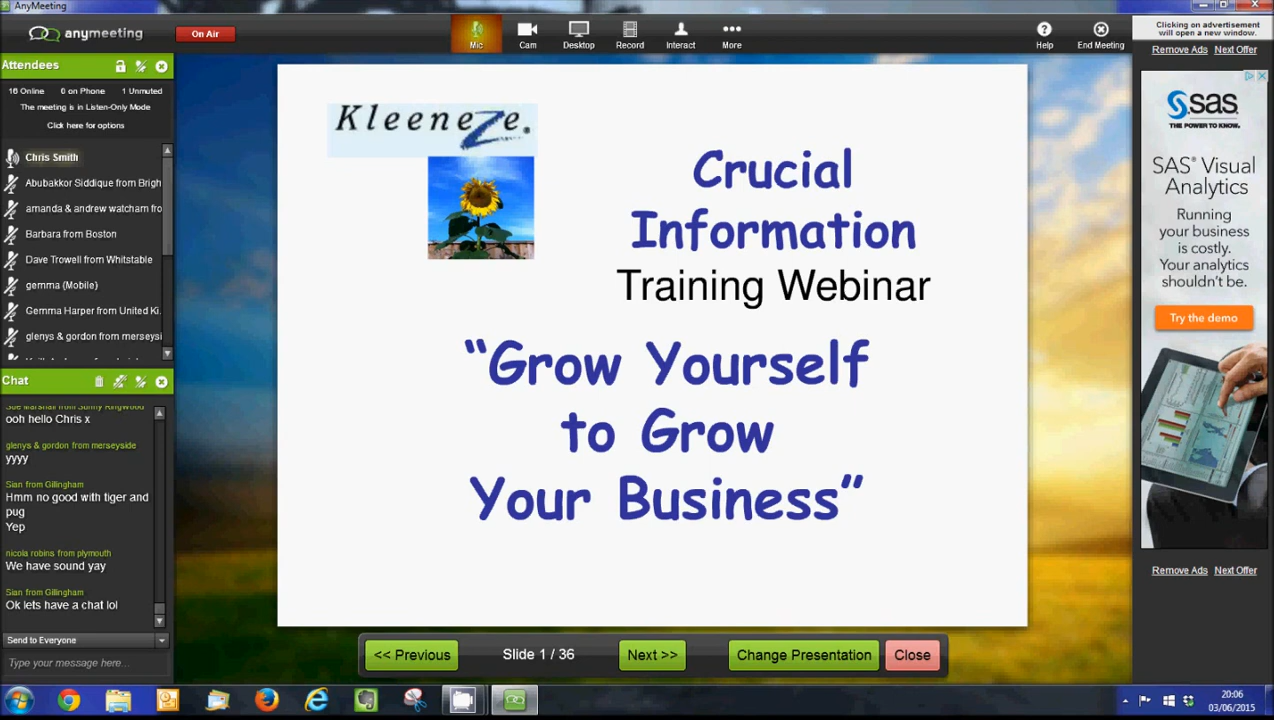 AnyMeeting
anymeeting
On Air
Mic
Cam
Desktop
Record
Interact
More
Help
End Meeting
Clicking on advertisement
will open a new window.
Remove Ads Next Offer
Attendees
16 Online 0 on Phone 1 Unmuted
The meeting is in Listen-Only Mode
Click here for options
Chris Smith
Abubakkor Siddique from Brigh
amanda & andrew watcham fro
Barbara from Boston
Dave Trowell from Whitstable
gemma (Mobile)
Gemma Harper from United Ki.
glenys & gordon from merseysi
Chat
Sue Marshall from Sunny Ringwood
ooh hello Chris x
glenys & gordon from merseyside
yyyy
Sian from Gillingham
Hmm no good with tiger and
pug
Yep
nicola robins from plymouth
We have sound yay
Sian from Gillingham
Ok lets have a chat lol
Send to Everyone
Type your message here...
Kleeneze.
Crucial
Information
Training Webinar
“Grow Yourself
to Grow
Your Business”
<< Previous
Slide 1 / 36
Next >>
Change Presentation
Close
sas
THE POWER TO KNOW.
SAS® Visual
Analytics
Running
your business
is costly.
Your analytics
shouldn't be.
Try the demo
Remove Ads Next Offer
20:06
03/06/2015